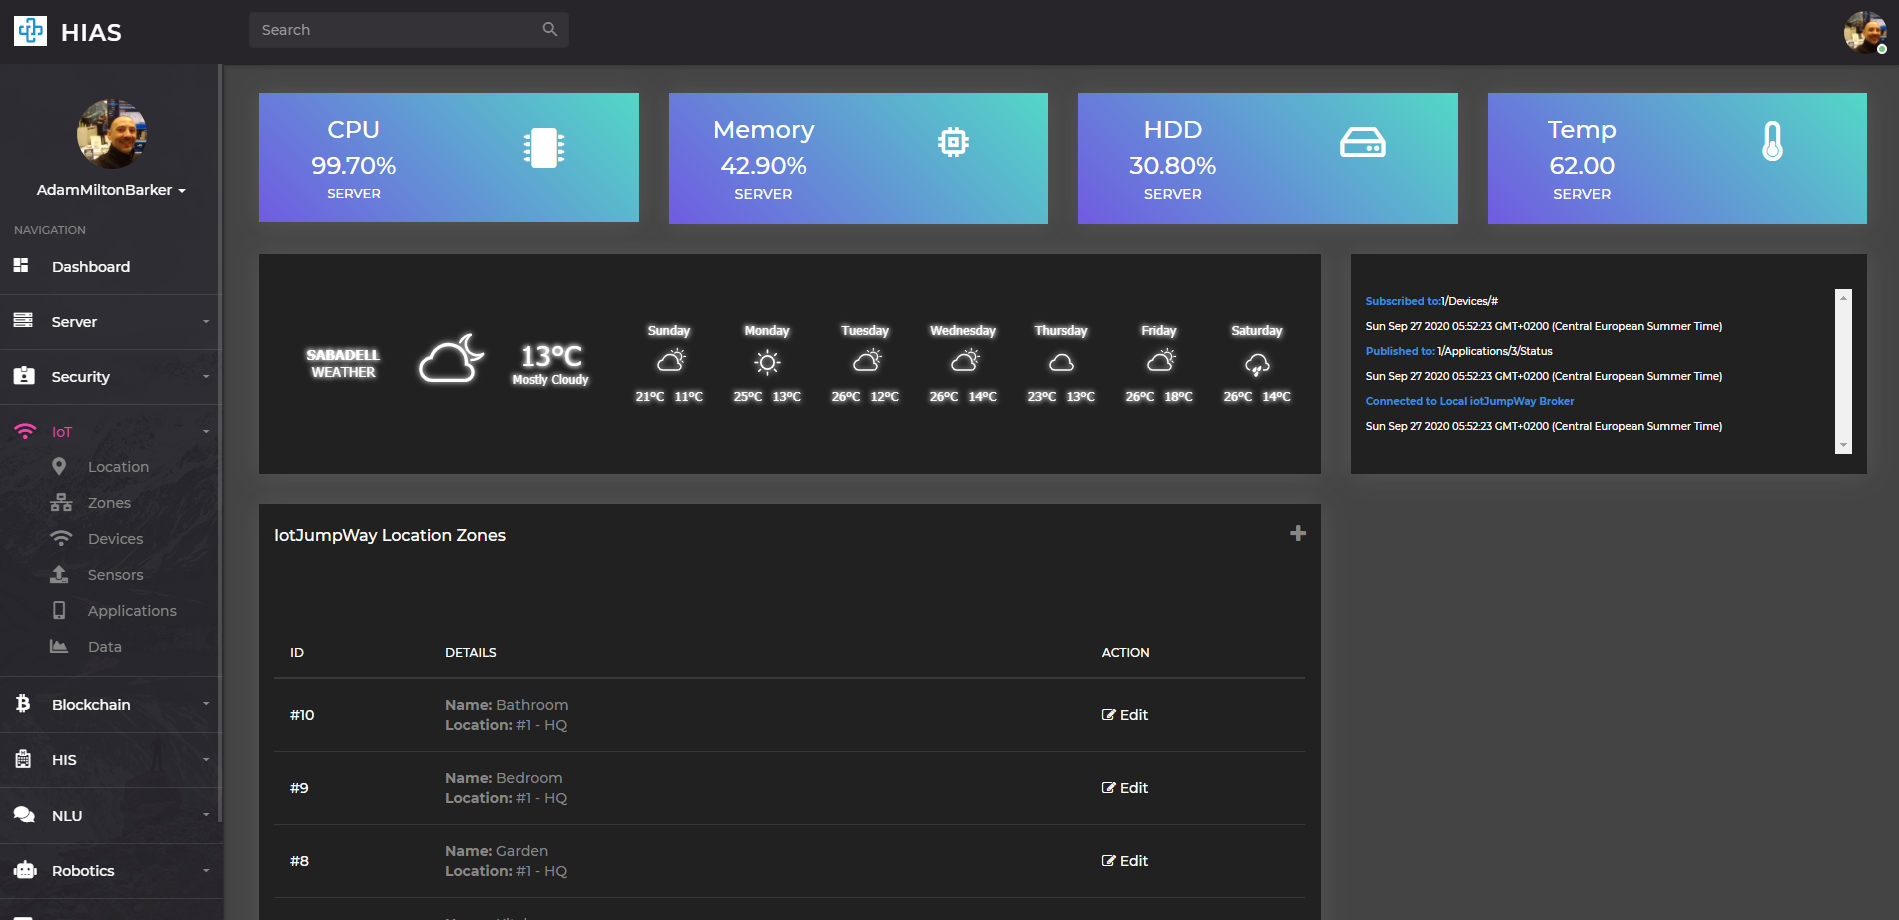 HIAS
Search
AdamMiltonBarker
NAVIGATION
Dashboard
Server
Security
IoT
Location
Zones
Devices
Sensors
Applications
Data
Blockchain
HIS
NLU
Robotics
CPU
99.70%
SERVER
Memory
42.90%
SERVER
HDD
30.80%
SERVER
Temp
62.00
SERVER
SABADELL
WEATHER
13°C
Mostly Cloudy
Sunday
21°C 11°C
Monday
25°C 13°C
Tuesday
26°C 12°C
Wednesday
26°C 14°C
Thursday
23°C 13°C
Friday
26°C 18°C
Saturday
26°C 14°C
Subscribed to:1/Devices/#
Sun Sep 27 2020 05:52:23 GMT+0200 (Central European Summer Time)
Published to: 1/Applications/3/Status
Sun Sep 27 2020 05:52:23 GMT+0200 (Central European Summer Time)
Connected to Local iotJumpWay Broker
Sun Sep 27 2020 05:52:23 GMT+0200 (Central European Summer Time)
IotJumpWay Location Zones
ID DETAILS ACTION
#10
Name: Bathroom
Location: #1 - HQ
Edit
#9
Name: Bedroom
Location: #1 - HQ
Edit
#8
Name: Garden
Location: #1 - HQ
Edit